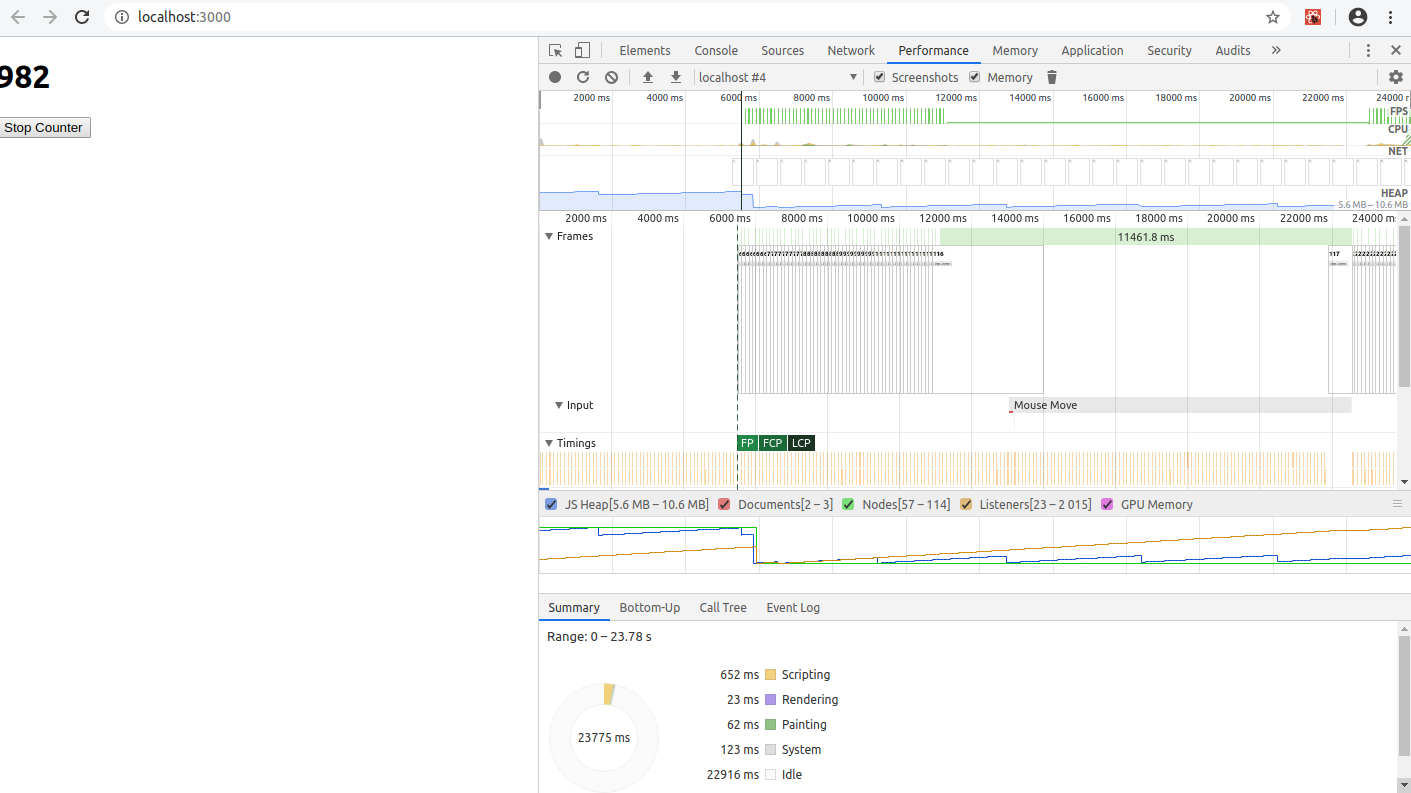 localhost:3000
982
Stop Counter
Elements Console Sources Network Performance Memory Application Security Audits »
localhost #4 Screenshots Memory
2000 ms 4000 ms 6000 ms 8000 ms 10000 ms 12000 ms 14000 ms 16000 ms 18000 ms 20000 ms 22000 ms 24000 r
FPS
CPU
NET
HEAP
5.6 MB – 10.6 MB
2000 ms 4000 ms 6000 ms 8000 ms 10000 ms 12000 ms 14000 ms 16000 ms 18000 ms 20000 ms 22000 ms 24000 m
Frames 11461.8 ms
116 117
Input Mouse Move
Timings FP FCP LCP
JS Heap[5.6 MB – 10.6 MB] Documents[2 – 3] Nodes[57 – 114] Listeners[23 – 2 015] GPU Memory
Summary Bottom-Up Call Tree Event Log
Range: 0 – 23.78 s
652 ms Scripting
23 ms Rendering
62 ms Painting
23775 ms
123 ms System
22916 ms Idle